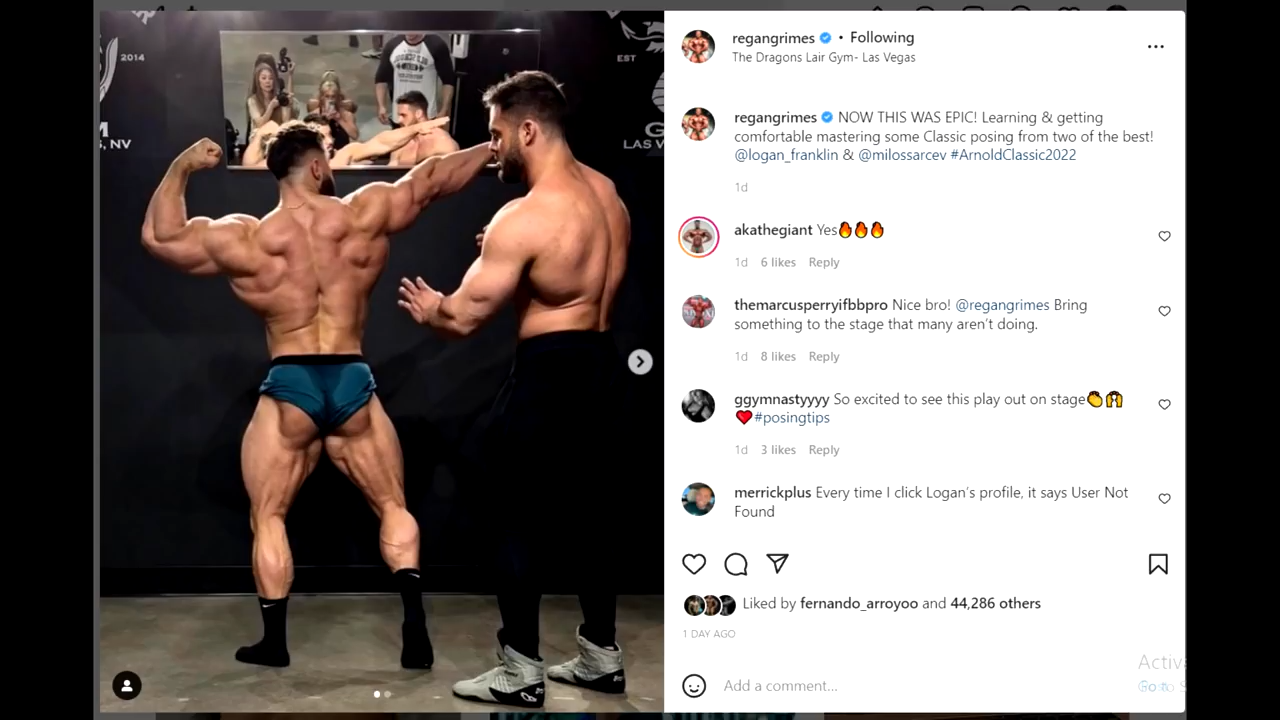 regangrimes • Following
The Dragons Lair Gym- Las Vegas
regangrimes NOW THIS WAS EPIC! Learning & getting
comfortable mastering some Classic posing from two of the best!
@logan_franklin & @milossarcev #ArnoldClassic2022
1d
akathegiant Yes🔥🔥🔥
1d 6 likes Reply
themarcusperryifbbpro Nice bro! @regangrimes Bring
something to the stage that many aren't doing.
1d 8 likes Reply
ggymnastyyyy So excited to see this play out on stage👏🙌
❤️#posingtips
1d 3 likes Reply
merrickplus Every time I click Logan's profile, it says User Not
Found
Liked by fernando_arroyoo and 44,286 others
1 DAY AGO
Add a comment...
2014
EST
, NV
LAS V